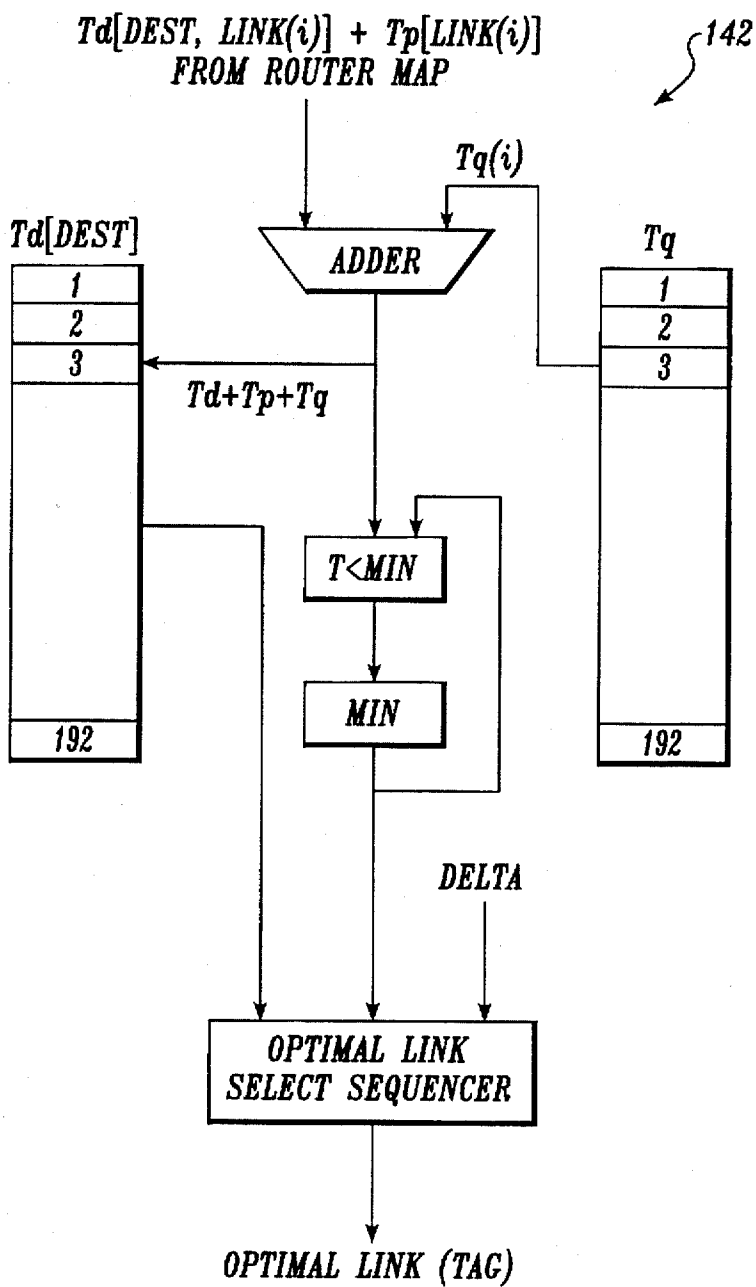 Td[DEST, LINK(i)] + Tp[LINK(i)]
FROM ROUTER MAP
142
Tq(i)
Td[DEST]
ADDER
Tq
1
2
3
1
2
3
Td+Tp+Tq
T<MIN
MIN
192
192
DELTA
OPTIMAL LINK
SELECT SEQUENCER
OPTIMAL LINK (TAG)